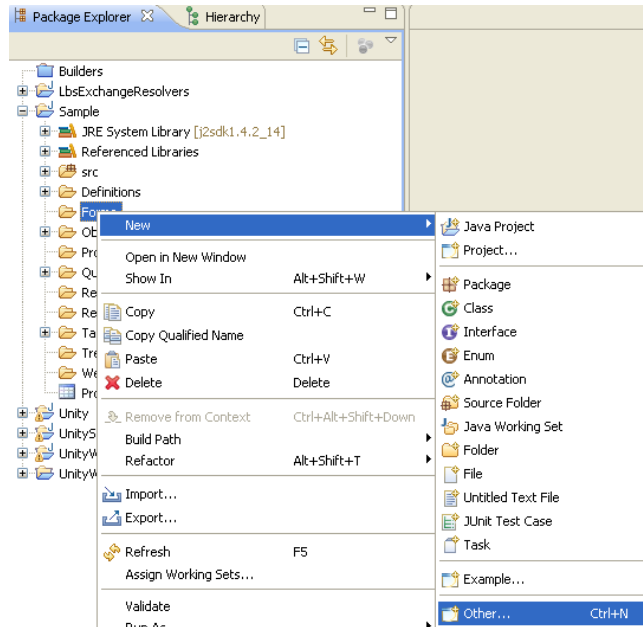 Package Explorer
Hierarchy
Builders
LbsExchangeResolvers
Sample
JRE System Library [j2sdk1.4.2_14]
Referenced Libraries
src
Definitions
New
Open in New Window
Show In Alt+Shift+W
Copy Ctrl+C
Copy Qualified Name
Paste Ctrl+V
Delete Delete
Remove from Context Ctrl+Alt+Shift+Down
Build Path
Refactor Alt+Shift+T
Import...
Export...
Refresh F5
Assign Working Sets...
Validate
Unity
Java Project
Project...
Package
Class
Interface
Enum
Annotation
Source Folder
Java Working Set
Folder
File
Untitled Text File
JUnit Test Case
Task
Example...
Other... Ctrl+N